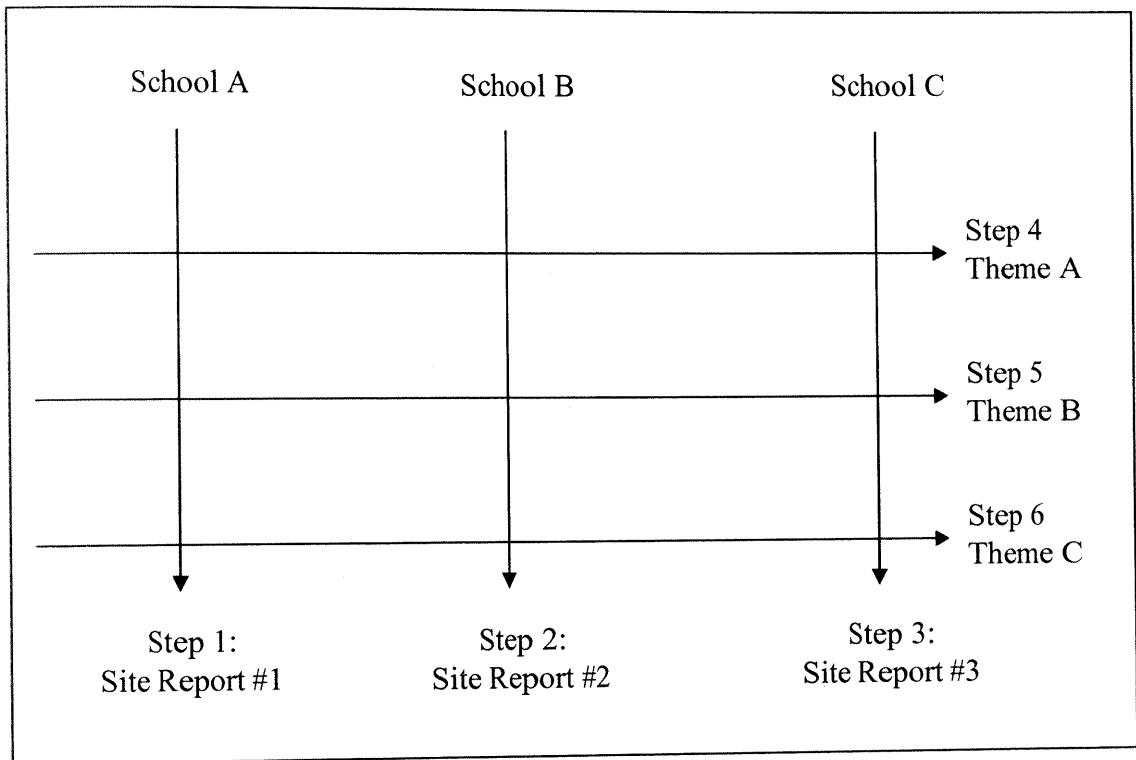 School A
School B
School C
Step 4
Theme A
Step 5
Theme B
Step 6
Theme C
Step 1:
Site Report #1
Step 2:
Site Report #2
Step 3:
Site Report #3